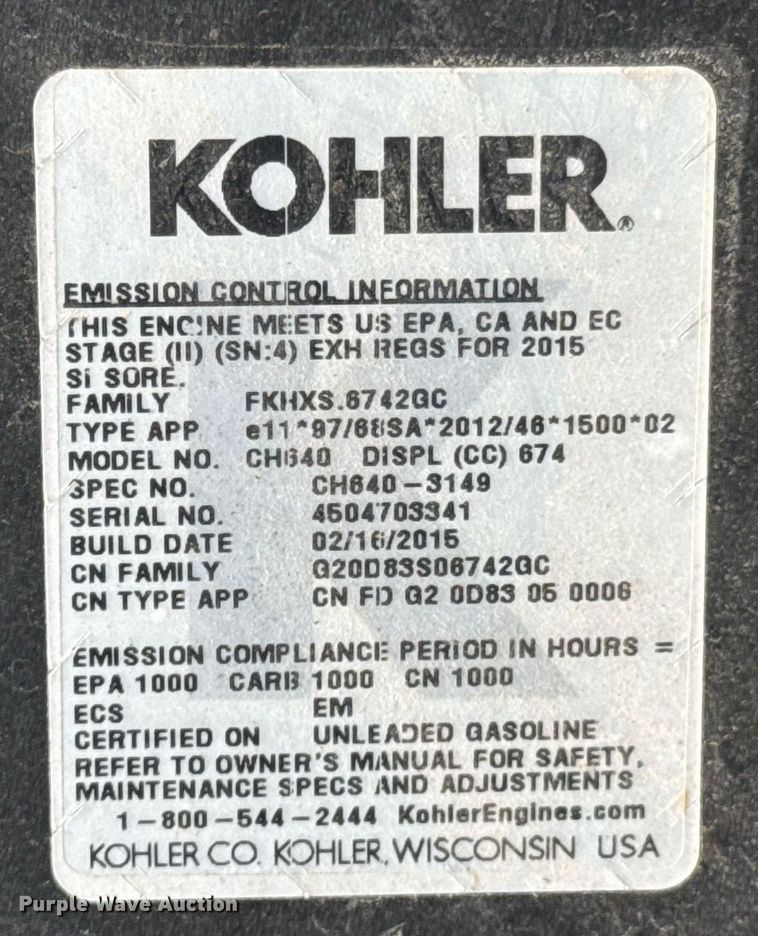 KOHLER®
EMISSION CONTROL INFORMATION
THIS ENGINE MEETS US EPA, CA AND EC
STAGE (II) (SN:4) EXH REGS FOR 2015
SI SORE.
FAMILY FKHXS.6742GC
TYPE APP e11*97/68SA*2012/46*1500*02
MODEL NO. CH640 DISPL (CC) 674
SPEC NO. CH640-3149
SERIAL NO. 4504703341
BUILD DATE 02/16/2015
CN FAMILY G20D83S06742GC
CN TYPE APP CN FD G2 0D83 05 0006
EMISSION COMPLIANCE PERIOD IN HOURS =
EPA 1000 CARB 1000 CN 1000
ECS EM
CERTIFIED ON UNLEADED GASOLINE
REFER TO OWNER'S MANUAL FOR SAFETY,
MAINTENANCE SPECS AND ADJUSTMENTS
1-800-544-2444 KohlerEngines.com
KOHLER CO. KOHLER, WISCONSIN USA
Purple Wave Auction